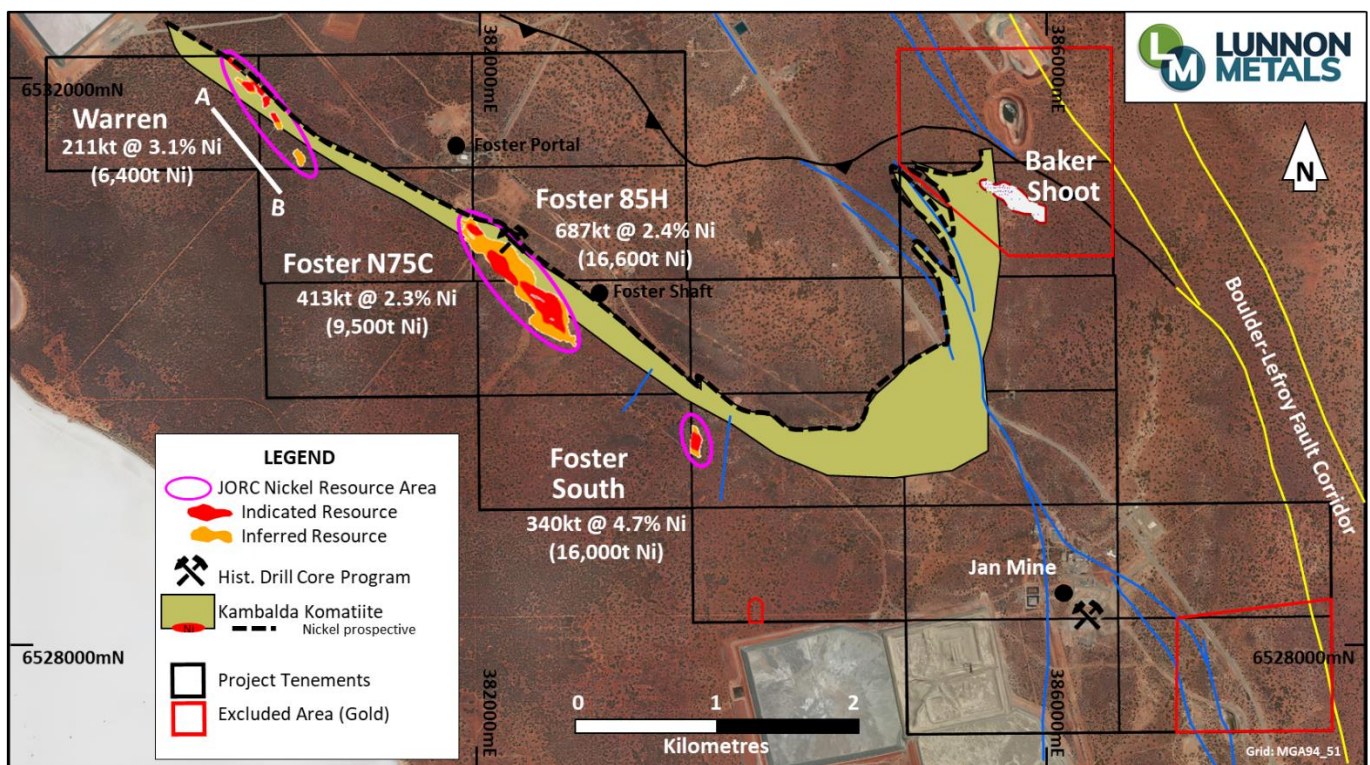 LM LUNNON
METALS
382000mE
386000mE
6532000mN
A
Warren
211kt @ 3.1% Ni
(6,400t Ni)
B
Foster Portal
Baker
Shoot
N
Foster 85H
687kt @ 2.4% Ni
(16,600t Ni)
Foster N75C
413kt @ 2.3% Ni
(9,500t Ni)
Foster Shaft
Boulder-Lefroy Fault Corridor
Foster
South
340kt @ 4.7% Ni
(16,000t Ni)
Jan Mine
LEGEND
JORC Nickel Resource Area
Indicated Resource
Inferred Resource
Hist. Drill Core Program
Kambalda Komatiite
Ni
Nickel prospective
Project Tenements
Excluded Area (Gold)
6528000mN
6528000mN
382000mE
386000mE
0 1 2
Kilometres
Grid: MGA94_51